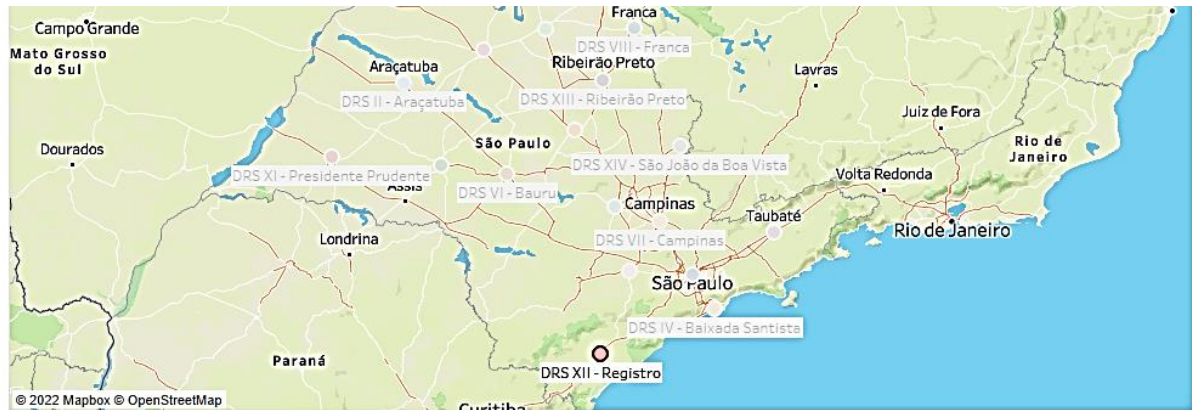 Franca
Campo Grande
DRS VIII - Franca
Mato Grosso
do Sul
Araçatuba
Ribeirão Preto
Lavras
DRS II - Araçatuba
DRS XIII - Ribeirão Preto
Juiz de Fora
Dourados
São Paulo
Rio de
Janeiro
DRS XIV - São João da Boa Vista
DRS XI - Presidente Prudente
Volta Redonda
Assis
DRS VI - Bauru
Campinas
Taubaté
Rio de Janeiro
Londrina
DRS VII - Campinas
São Paulo
DRS IV - Baixada Santista
Paraná
DRS XII - Registro
© 2022 Mapbox © OpenStreetMap
Curitiba